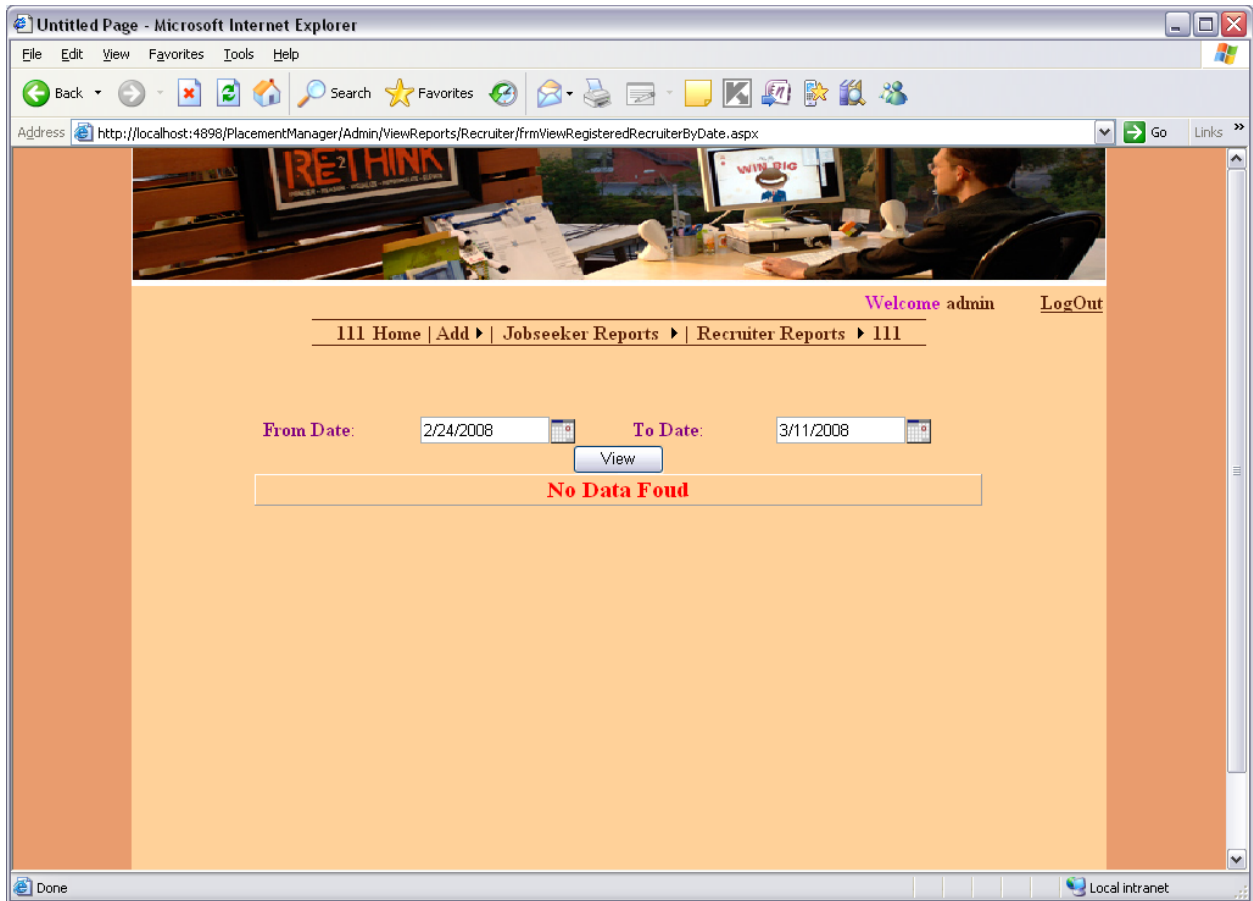 Untitled Page - Microsoft Internet Explorer
File Edit View Favorites Tools Help
Back Search Favorites
Address http://localhost:4898/PlacementManager/Admin/ViewReports/Recruiter/frmViewRegisteredRecruiterByDate.aspx Go Links »
RETHINK
2
WIN BIG
Welcome admin LogOut
111 Home | Add | Jobseeker Reports | Recruiter Reports 111
From Date: 2/24/2008 To Date: 3/11/2008
View
No Data Foud
Done Local intranet